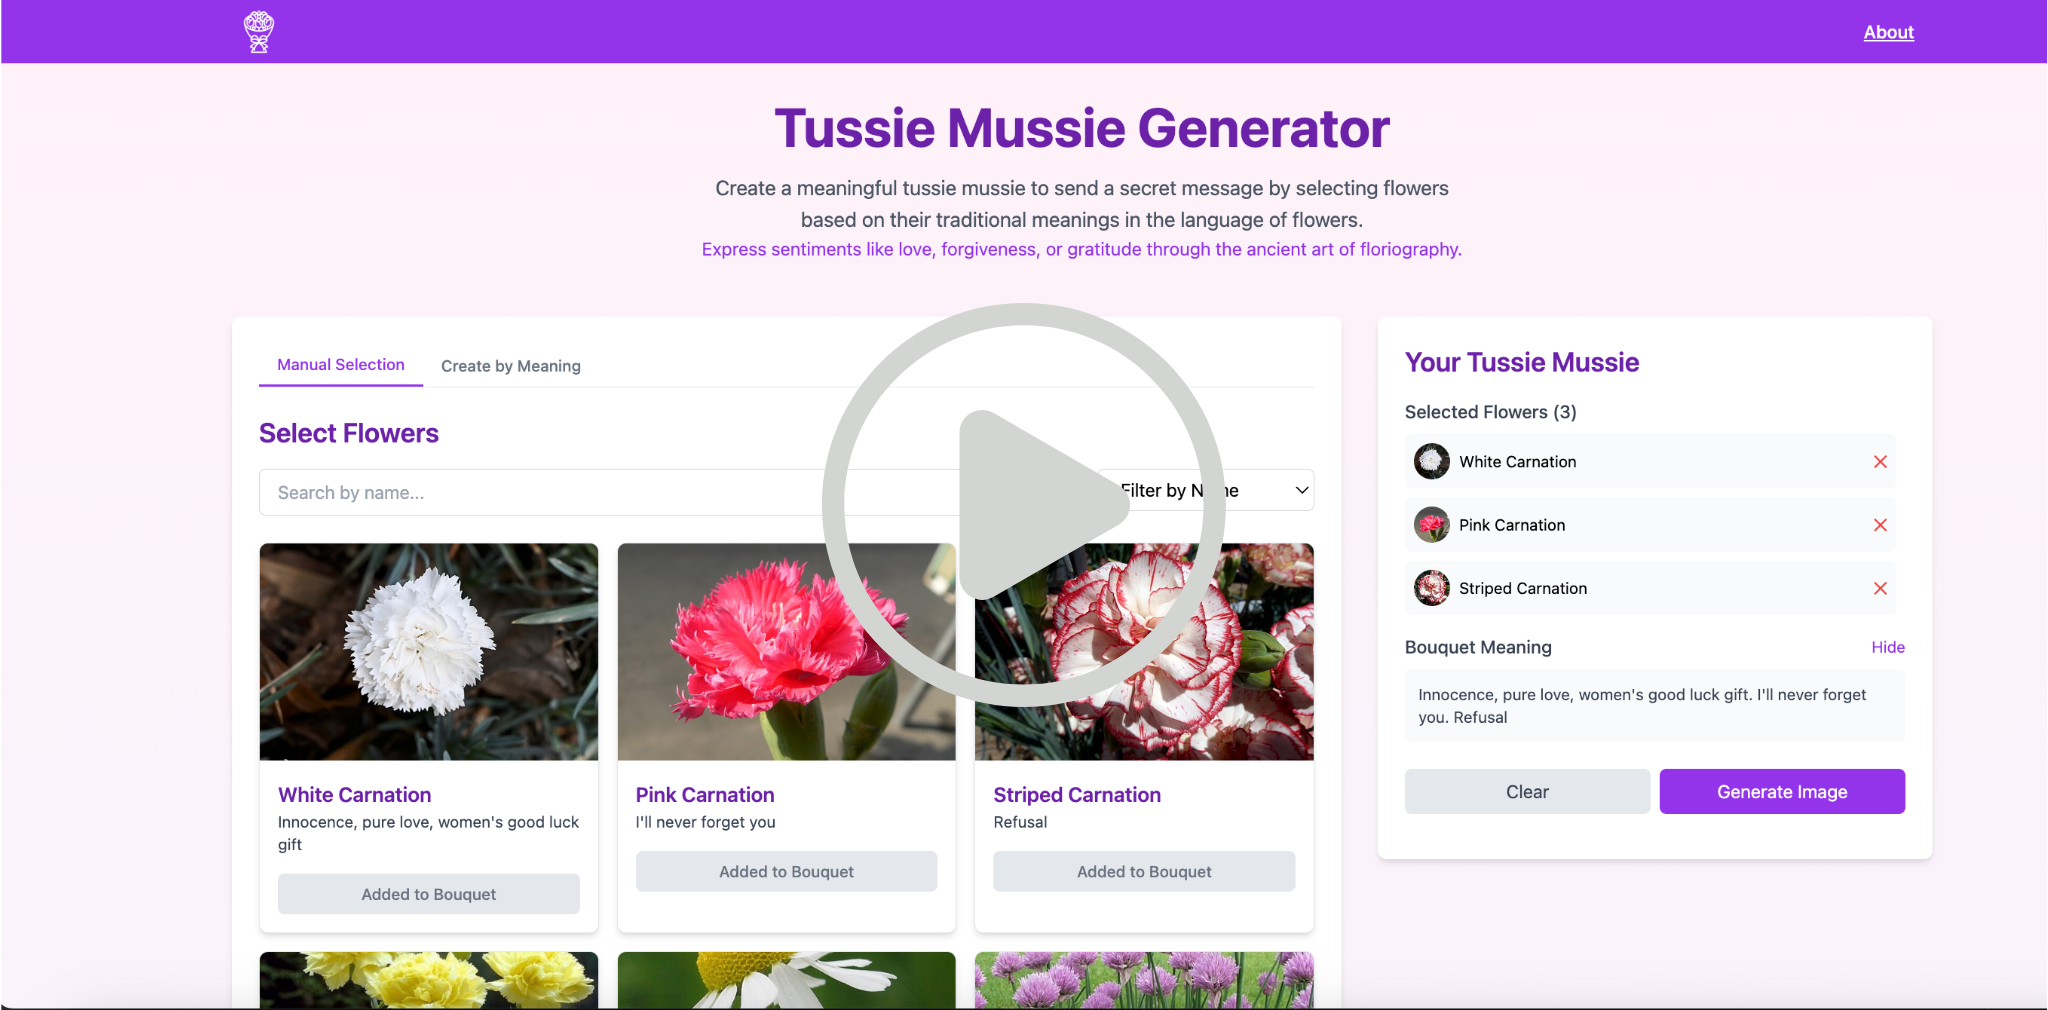 About
Tussie Mussie Generator
Create a meaningful tussie mussie to send a secret message by selecting flowers
based on their traditional meanings in the language of flowers.
Express sentiments like love, forgiveness, or gratitude through the ancient art of floriography.
Manual Selection
Create by Meaning
Select Flowers
Search by name...
Filter by
White Carnation
Innocence, pure love, women's good luck
gift
Added to Bouquet
Pink Carnation
I'll never forget you
Added to Bouquet
Striped Carnation
Refusal
Added to Bouquet
Your Tussie Mussie
Selected Flowers (3)
White Carnation
Pink Carnation
Striped Carnation
Bouquet Meaning
Hide
Innocence, pure love, women's good luck gift. I'll never forget
you. Refusal
Clear
Generate Image